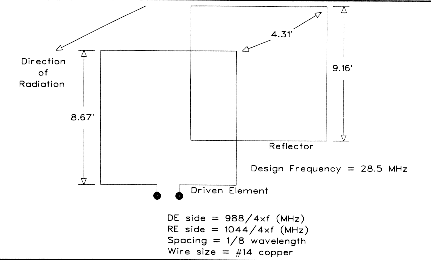 4.31'
Direction
of
Radiation
9.16'
8.67'
Reflector
Design Frequency = 28.5 MHz
Driven Element
DE side = 988/4xf (MHz)
RE side = 1044/4xf (MHz)
Spacing = 1/8 wavelength
Wire size = #14 copper